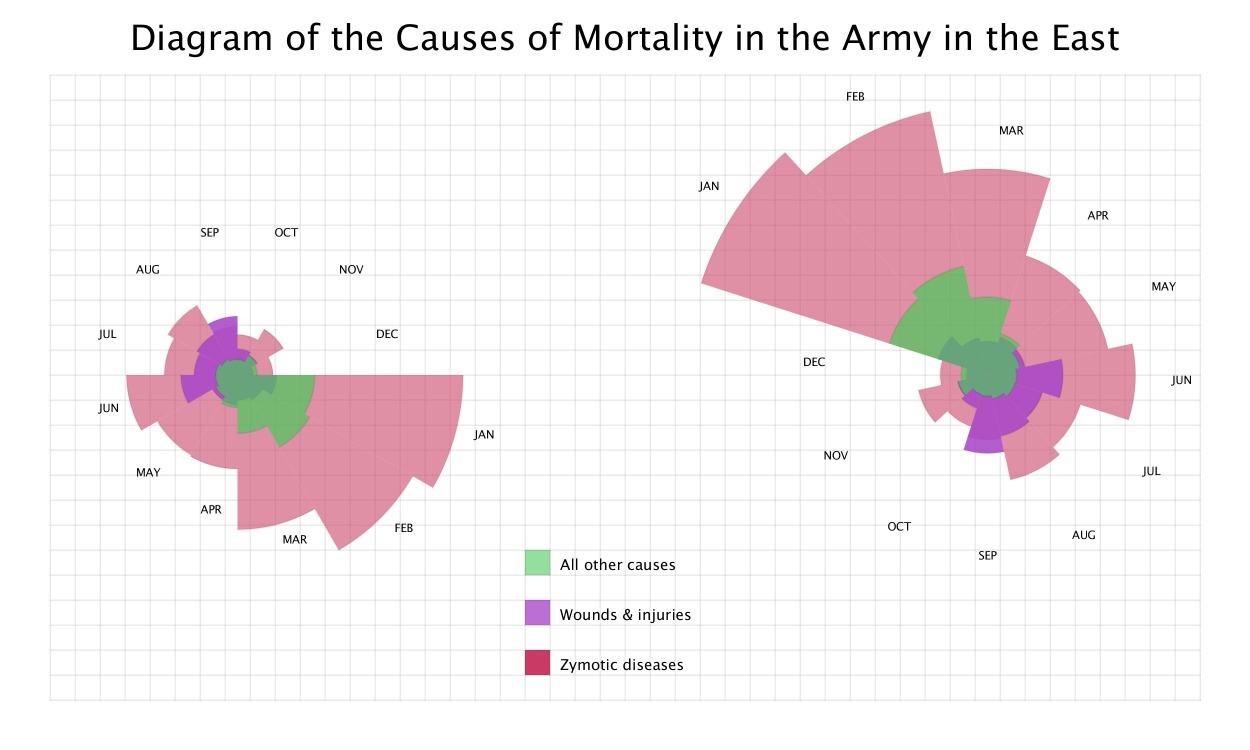 Diagram of the Causes of Mortality in the Army in the East
SEP
OCT
AUG
NOV
JUL
DEC
JUN
JAN
MAY
FEB
APR
MAR
FEB
MAR
JAN
APR
MAY
DEC
JUN
NOV
JUL
OCT
AUG
SEP
All other causes
Wounds & injuries
Zymotic diseases